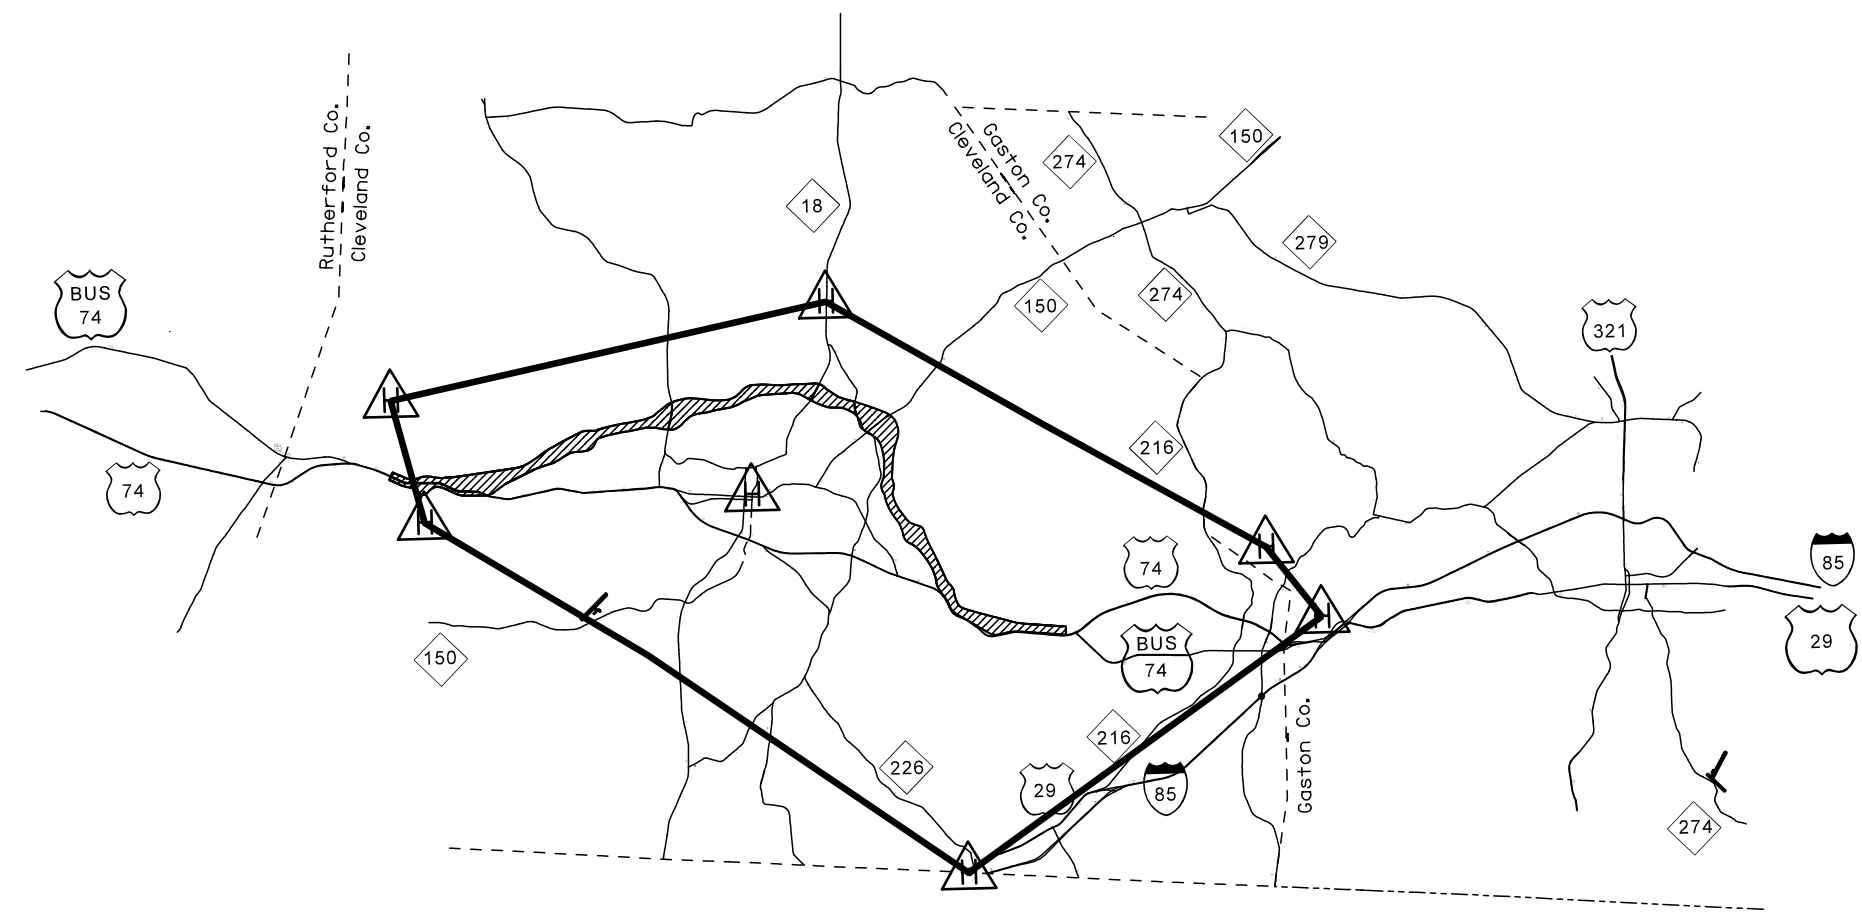 150
Rutherford Co.
Cleveland Co.
Gaston Co.
Cleveland Co.
274
18
279
BUS
74
274
150
321
216
74
H
H
H
H
H
H
H
74
85
BUS
74
29
150
216
Gaston Co.
226
29
85
274